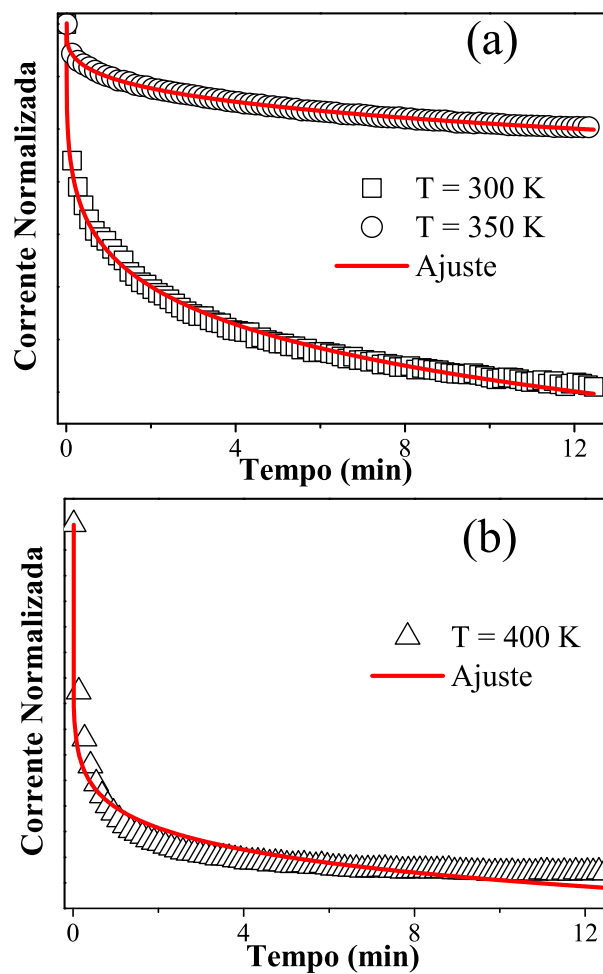 (a)
T = 300 K
T = 350 K
Ajuste
Corrente Normalizada
0 4 8 12
Tempo (min)
(b)
T = 400 K
Ajuste
Corrente Normalizada
0 4 8 12
Tempo (min)